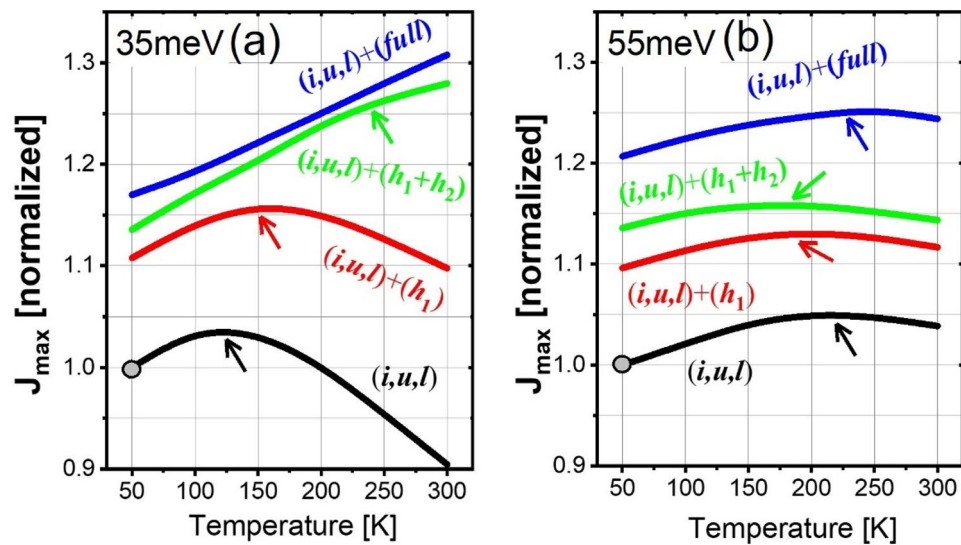 35meV (a)
(i,u,l)+(full)
(i,u,l)+(h₁+h₂)
(i,u,l)+(h₁)
(i,u,l)
1.3
1.2
1.1
1.0
0.9
J_max [normalized]
50 100 150 200 250 300
Temperature [K]
55meV (b)
(i,u,l)+(full)
(i,u,l)+(h₁+h₂)
(i,u,l)+(h₁)
(i,u,l)
1.3
1.2
1.1
1.0
0.9
J_max [normalized]
50 100 150 200 250 300
Temperature [K]